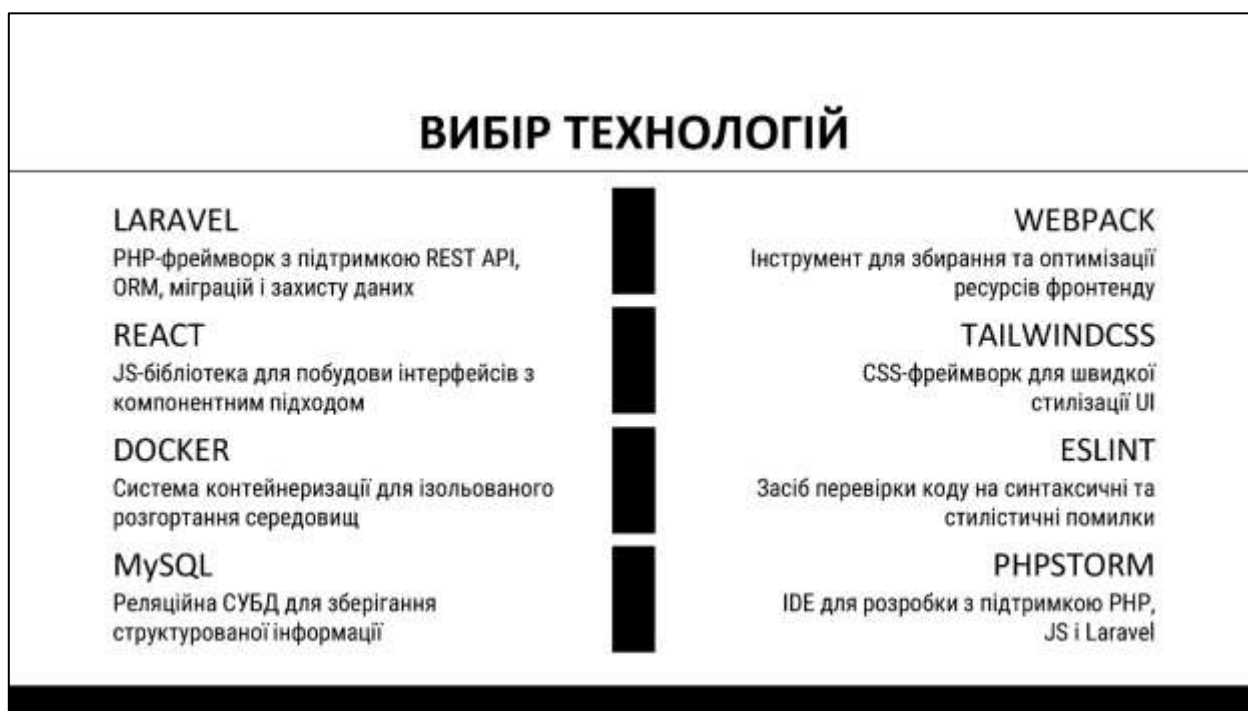 ВИБІР ТЕХНОЛОГІЙ
LARAVEL
PHP-фреймворк з підтримкою REST API,
ORM, міграцій і захисту даних
REACT
JS-бібліотека для побудови інтерфейсів з
компонентним підходом
DOCKER
Система контейнеризації для ізольованого
розгортання середовищ
MySQL
Реляційна СУБД для зберігання
структурованої інформації
WEBPACK
Інструмент для збирання та оптимізації
ресурсів фронтенду
TAILWINDCSS
CSS-фреймворк для швидкої
стилізації UI
ESLINT
Засіб перевірки коду на синтаксичні та
стилістичні помилки
PHPSTORM
IDE для розробки з підтримкою PHP,
JS і Laravel